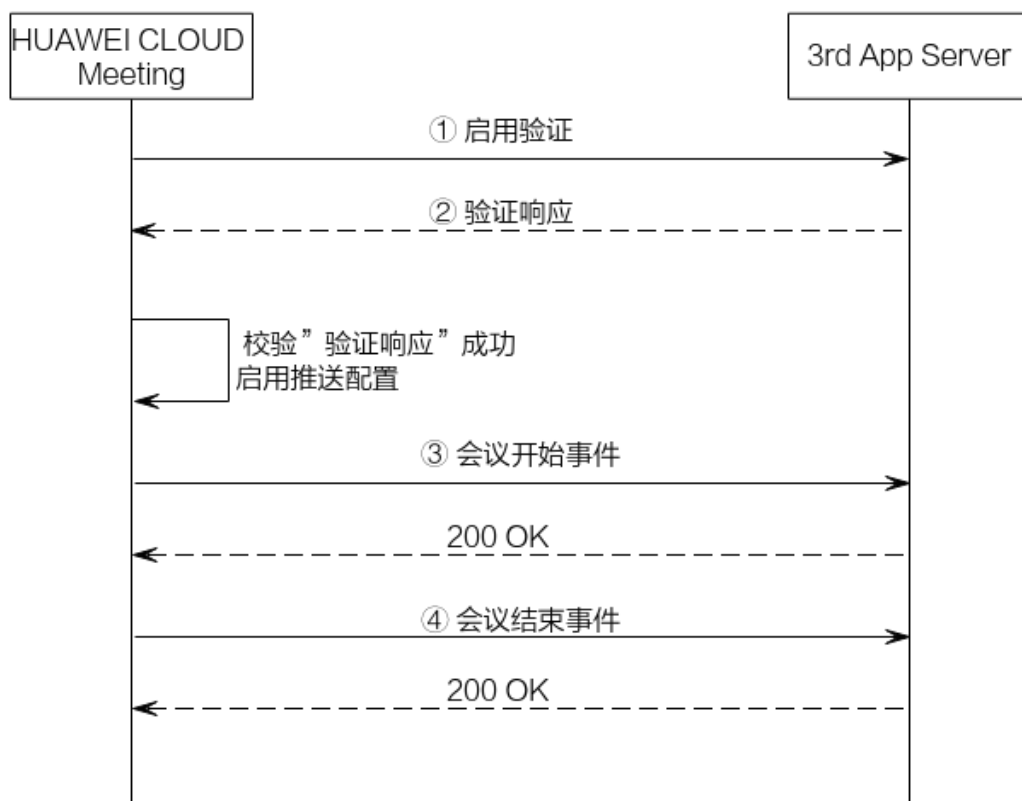 HUAWEI CLOUD
Meeting
3rd App Server
① 启用验证
② 验证响应
校验”验证响应”成功
启用推送配置
③ 会议开始事件
200 OK
④ 会议结束事件
200 OK